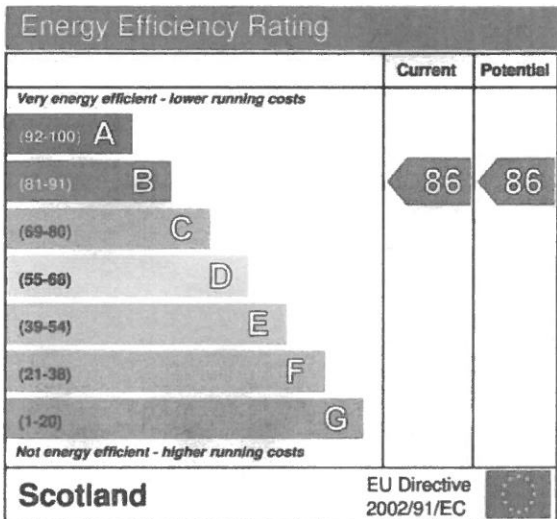 Energy Efficiency Rating
Current Potential
Very energy efficient - lower running costs
(92-100) A
(81-91) B 86 86
(69-80) C
(55-68) D
(39-54) E
(21-38) F
(1-20) G
Not energy efficient - higher running costs
Scotland
EU Directive
2002/91/EC